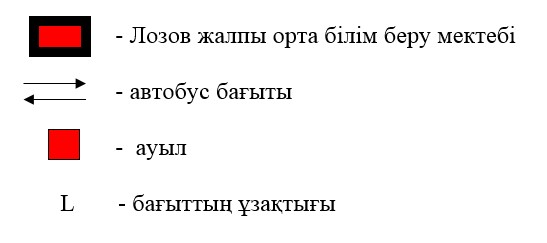 - Лозов жалпы орта білім беру мектебі
- автобус бағыты
- ауыл
L - бағыттың ұзақтығы